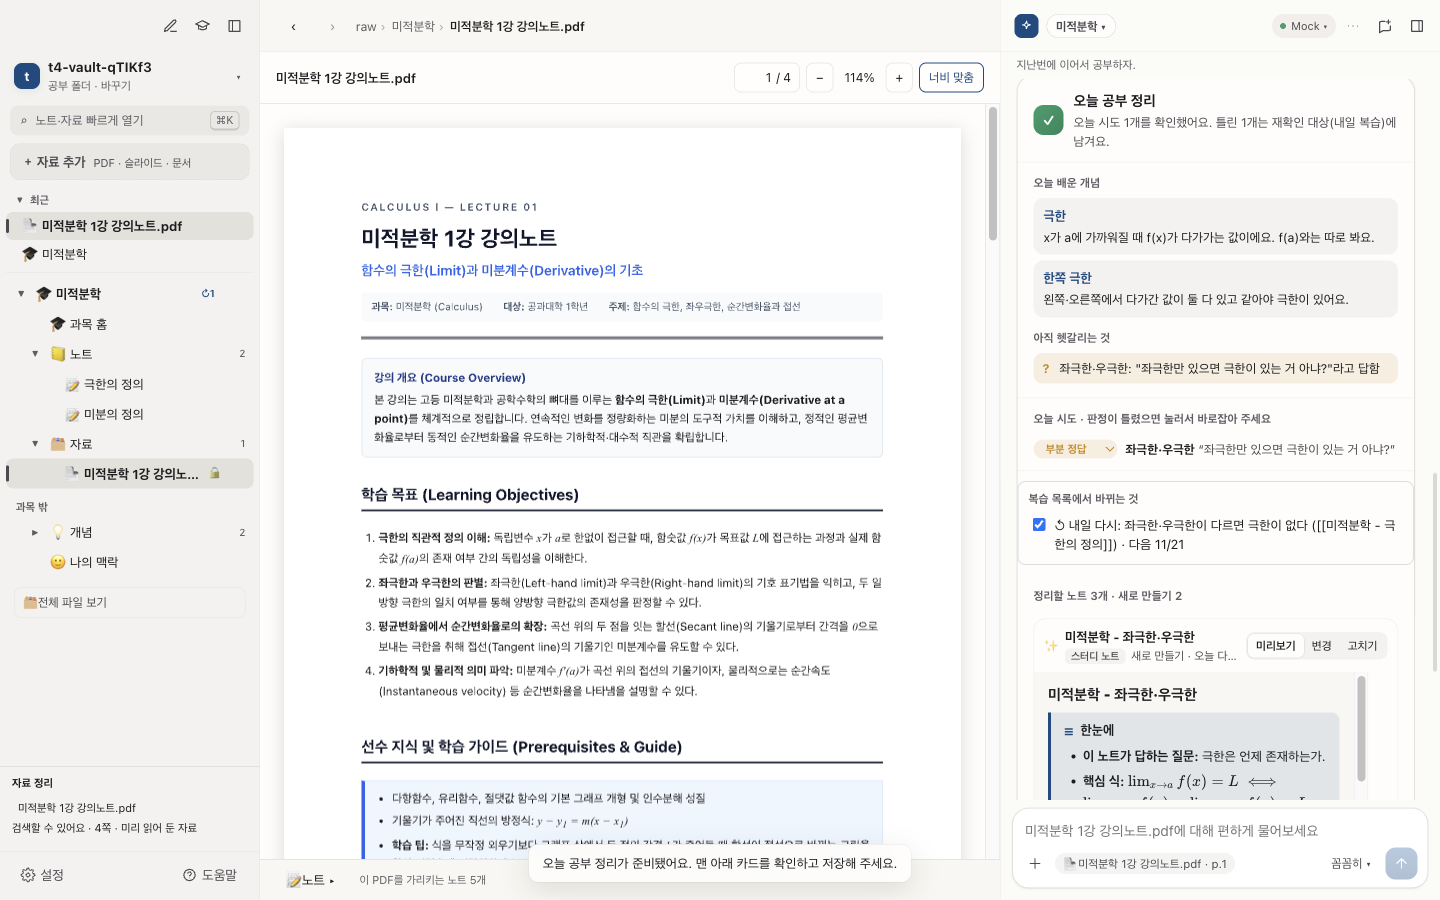 t4-vault-qTIKf3
공부 폴더 · 바꾸기
노트·자료 빠르게 열기 ⌘K
+ 자료 추가 PDF · 슬라이드 · 문서
최근
미적분학 1강 강의노트.pdf
미적분학
미적분학 ↻1
과목 홈
노트 2
극한의 정의
미분의 정의
자료 1
미적분학 1강 강의노...
과목 밖
개념 2
나의 맥락
전체 파일 보기
자료 정리
미적분학 1강 강의노트.pdf
검색할 수 있어요 · 4쪽 · 미리 읽어 둔 자료
설정 도움말
raw › 미적분학 › 미적분학 1강 강의노트.pdf
미적분학 1강 강의노트.pdf 1 / 4 − 114% + 너비 맞춤
CALCULUS I — LECTURE 01
미적분학 1강 강의노트
함수의 극한(Limit)과 미분계수(Derivative)의 기초
과목: 미적분학 (Calculus) 대상: 공과대학 1학년 주제: 함수의 극한, 좌우극한, 순간변화율과 접선
강의 개요 (Course Overview)
본 강의는 고등 미적분학과 공학수학의 뼈대를 이루는 함수의 극한(Limit)과 미분계수(Derivative at a
point)를 체계적으로 정립합니다. 연속적인 변화를 정량화하는 미분의 도구적 가치를 이해하고, 정적인 평균변
화율로부터 동적인 순간변화율을 유도하는 기하학적·대수적 직관을 확립합니다.
학습 목표 (Learning Objectives)
1. 극한의 직관적 정의 이해: 독립변수 x가 a로 한없이 접근할 때, 함숫값 f(x)가 목표값 L에 접근하는 과정과 실제 함
숫값 f(a)의 존재 여부 간의 독립성을 이해한다.
2. 좌극한과 우극한의 판별: 좌극한(Left-hand limit)과 우극한(Right-hand limit)의 기호 표기법을 익히고, 두 일
방향 극한의 일치 여부를 통해 양방향 극한값의 존재성을 판정할 수 있다.
3. 평균변화율에서 순간변화율로의 확장: 곡선 위의 두 점을 잇는 할선(Secant line)의 기울기로부터 간격을 0으로
보내는 극한을 취해 접선(Tangent line)의 기울기인 미분계수를 유도할 수 있다.
4. 기하학적 및 물리적 의미 파악: 미분계수 f′(a)가 곡선 위의 접선의 기울기이자, 물리적으로는 순간속도
(Instantaneous velocity) 등 순간변화율을 나타냄을 설명할 수 있다.
선수 지식 및 학습 가이드 (Prerequisites & Guide)
• 다항함수, 유리함수, 절댓값 함수의 기본 그래프 개형 및 인수분해 성질
• 기울기가 주어진 직선의 방정식: y − y₁ = m(x − x₁)
• 학습 팁: 식을 무작정 외우기보다
오늘 공부 정리가 준비됐어요. 맨 아래 카드를 확인하고 저장해 주세요.
노트 ▸ 이 PDF를 가리키는 노트 5개
미적분학 ▾ Mock ▾ ···
지난번에 이어서 공부하자.
오늘 공부 정리
오늘 시도 1개를 확인했어요. 틀린 1개는 재확인 대상(내일 복습)에
남겨요.
오늘 배운 개념
극한
x가 a에 가까워질 때 f(x)가 다가가는 값이에요. f(a)와는 따로 봐요.
한쪽 극한
왼쪽·오른쪽에서 다가간 값이 둘 다 있고 같아야 극한이 있어요.
아직 헷갈리는 것
? 좌극한·우극한: "좌극한만 있으면 극한이 있는 거 아냐?"라고 답함
오늘 시도 · 판정이 틀렸으면 눌러서 바로잡아 주세요
부분 정답 좌극한·우극한 “좌극한만 있으면 극한이 있는 거 아냐?”
복습 목록에서 바뀌는 것
↺ 내일 다시: 좌극한·우극한이 다르면 극한이 없다 ([[미적분학 - 극
한의 정의]]) · 다음 11/21
정리할 노트 3개 · 새로 만들기 2
미적분학 - 좌극한·우극한
스터디 노트 새로 만들기 · 오늘 다... 미리보기 변경 고치기
미적분학 - 좌극한·우극한
한눈에
• 이 노트가 답하는 질문: 극한은 언제 존재하는가.
• 핵심 식: lim x→a f(x) = L ⟺
미적분학 1강 강의노트.pdf에 대해 편하게 물어보세요
+ 미적분학 1강 강의노트.pdf · p.1 꼼꼼히 ▾